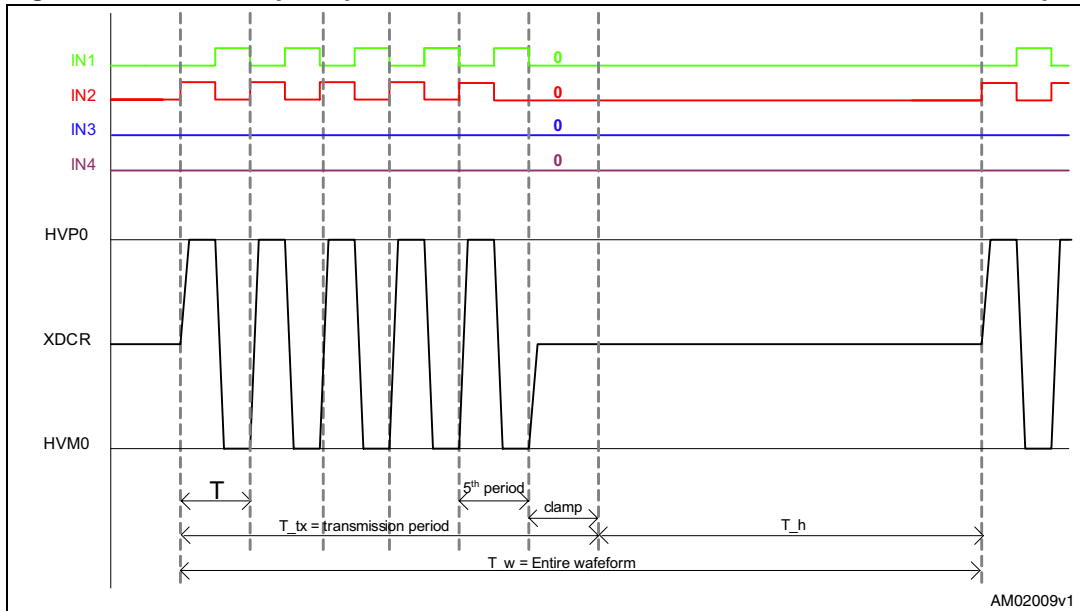 IN1
0
IN2
0
IN3
0
IN4
0
HVP0
XDCR
HVM0
T
5th period
clamp
T_tx = transmission period
T_h
T_w = Entire wafeform
AM02009v1